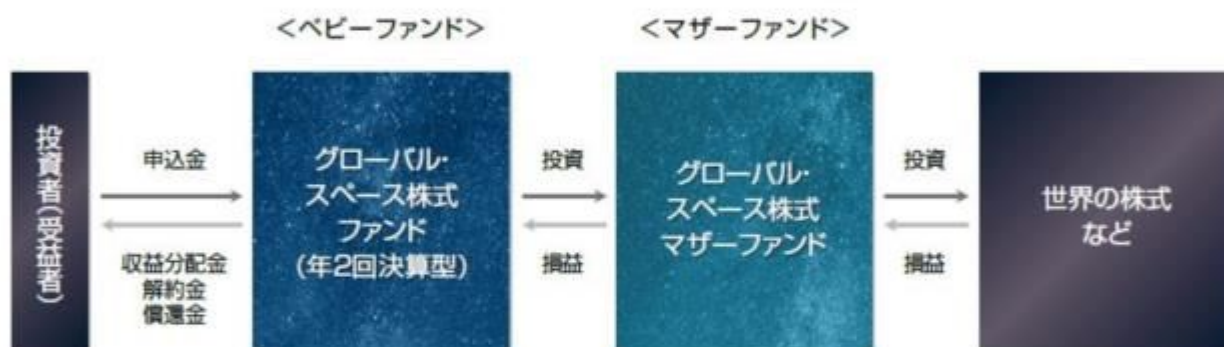 ＜ベビーファンド＞
＜マザーファンド＞
投資者(受益者)
申込金
収益分配金
解約金
償還金
グローバル・
スペース株式
ファンド
(年2回決算型)
投資
損益
グローバル・
スペース株式
マザーファンド
投資
損益
世界の株式
など